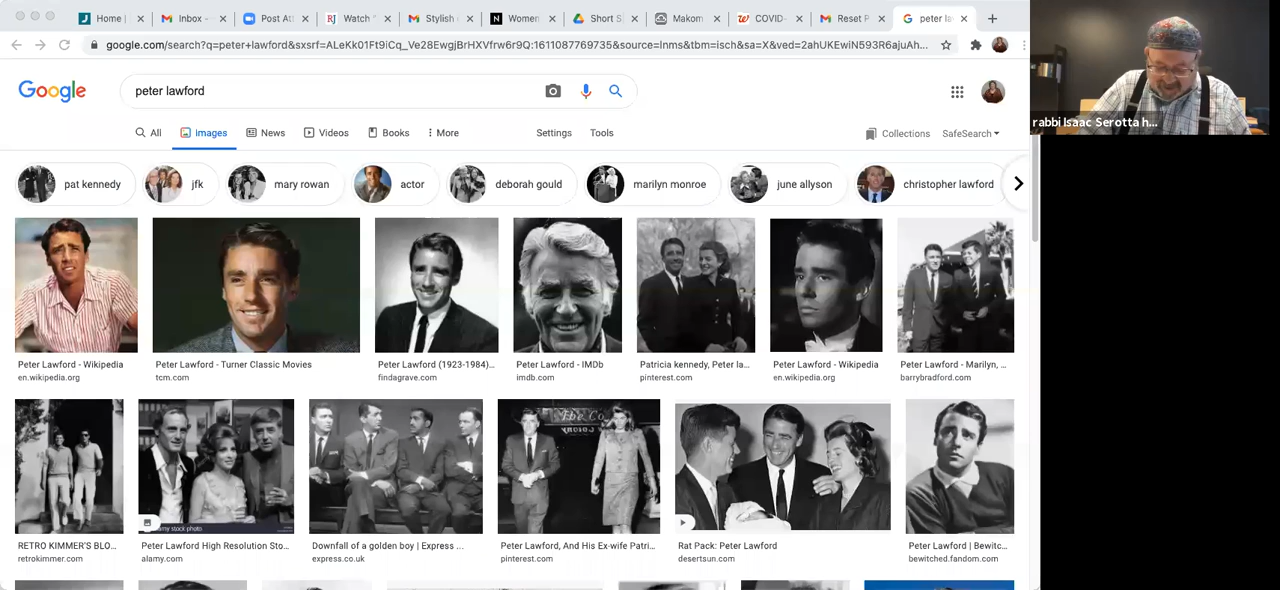 Home |
Inbox -
Post Att
Watch "
Stylish
Women
Short S
Makom
COVID-
Reset P
peter la
google.com/search?q=peter+lawford&sxsrf=ALeKk01Ft9iCq_Ve28EwgjBrHXVfrw6r9Q:1611087769735&source=lnms&tbm=isch&sa=X&ved=2ahUKEwiN593R6ajuAh...
Google
peter lawford
All
Images
News
Videos
Books
More
Settings
Tools
Collections
SafeSearch
pat kennedy
jfk
mary rowan
actor
deborah gould
marilyn monroe
june allyson
christopher lawford
rabbi Isaac Serotta h...
Peter Lawford - Wikipedia
en.wikipedia.org
Peter Lawford - Turner Classic Movies
tcm.com
Peter Lawford (1923-1984)...
findagrave.com
Peter Lawford - IMDb
imdb.com
Patricia kennedy, Peter la...
pinterest.com
Peter Lawford - Wikipedia
en.wikipedia.org
Peter Lawford - Marilyn, ...
barrybradford.com
RETRO KIMMER'S BLO...
retrokimmer.com
Peter Lawford High Resolution Sto...
alamy.com
Downfall of a golden boy | Express ...
express.co.uk
Peter Lawford, And His Ex-wife Patri...
pinterest.com
Rat Pack: Peter Lawford
desertsun.com
Peter Lawford | Bewitc...
bewitched.fandom.com